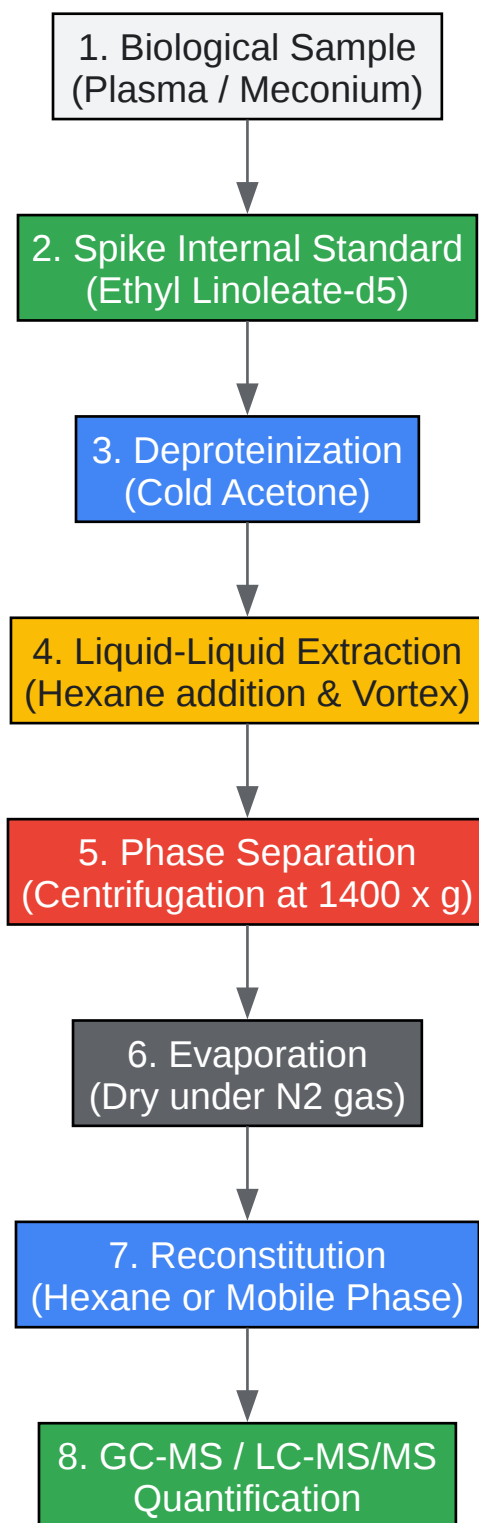 1. Biological Sample
(Plasma / Meconium)
2. Spike Internal Standard
(Ethyl Linoleate-d5)
3. Deproteinization
(Cold Acetone)
4. Liquid-Liquid Extraction
(Hexane addition & Vortex)
5. Phase Separation
(Centrifugation at 1400 x g)
6. Evaporation
(Dry under N2 gas)
7. Reconstitution
(Hexane or Mobile Phase)
8. GC-MS / LC-MS/MS
Quantification